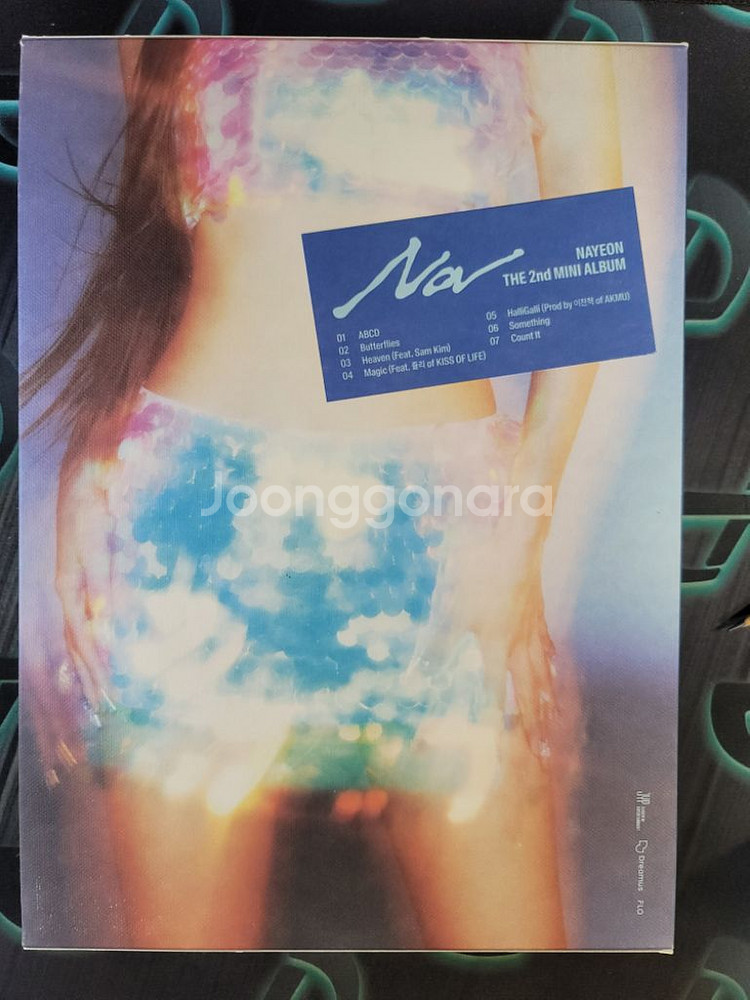 Na
NAYEON
THE 2nd MINI ALBUM
01 ABCD
02 Butterflies
03 Heaven (Feat. Sam Kim)
04 Magic (Feat. 쥴리 of KISS OF LIFE)
05 HalliGalli (Prod by 이찬혁 of AKMU)
06 Something
07 Count It
Joonggonara
JYP
Dreamus
FLO